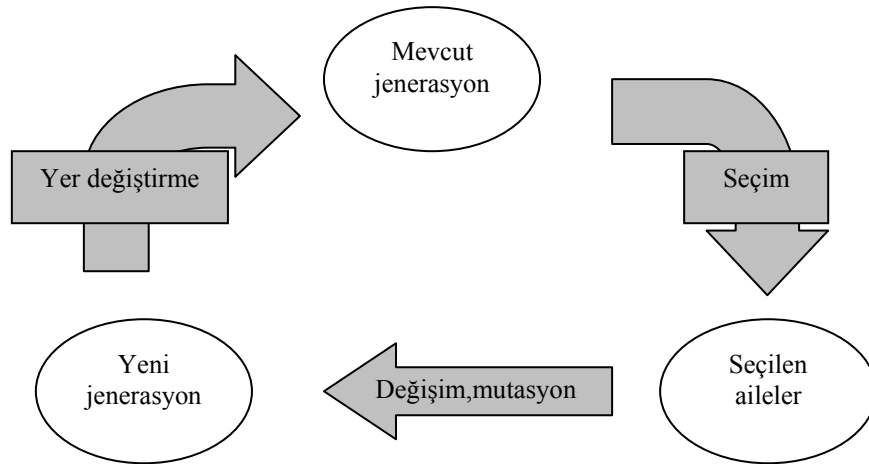 Mevcut
jenerasyon
Yer değiştirme
Seçim
Yeni
jenerasyon
Değişim,mutasyon
Seçilen
aileler